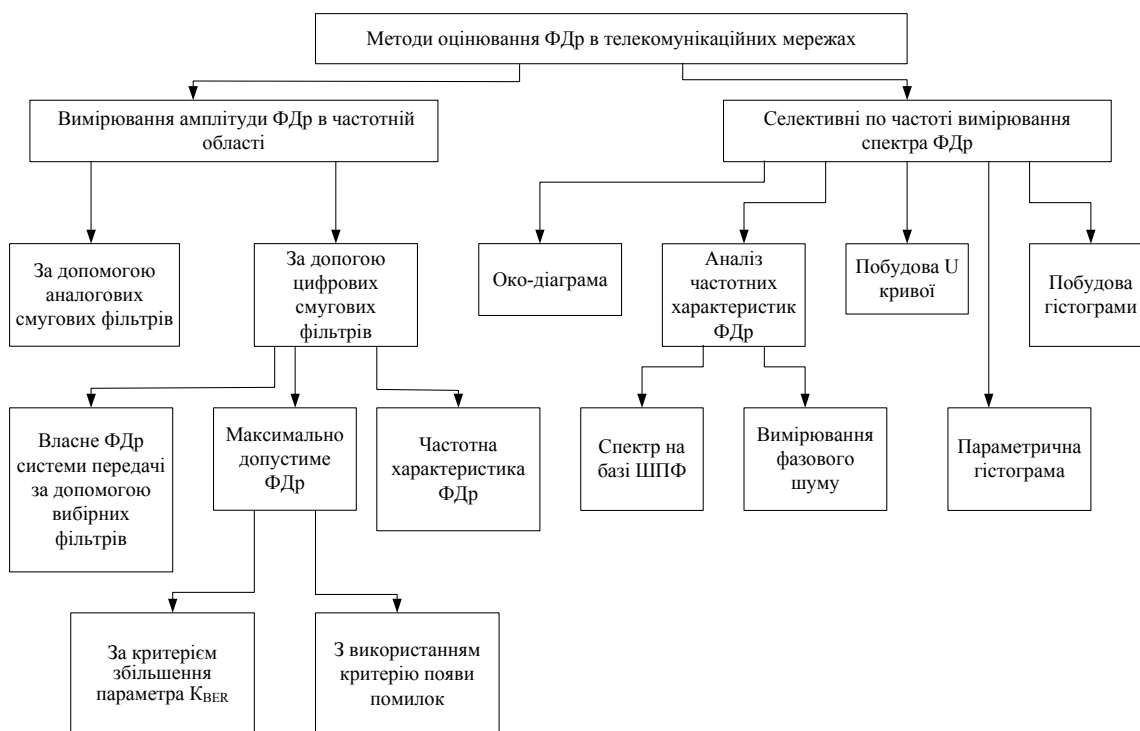 Методи оцінювання ФДр в телекомунікаційних мережах
Вимірювання амплітуди ФДр в частотній
області
Селективні по частоті вимірювання
спектра ФДр
За допомогою
аналогових
смугових фільтрів
За допогою
цифрових
смугових
фільтрів
Око-діаграма
Аналіз
частотних
характеристик
ФДр
Побудова U
кривої
Побудова
гістограми
Власне ФДр
системи передачі
за допомогою
вибірних
фільтрів
Максимально
допустиме
ФДр
Частотна
характеристика
ФДр
Спектр на
базі ШПФ
Вимірювання
фазового
шуму
Параметрична
гістограма
За критерієм
збільшення
параметра KBER
З використанням
критерію появи
помилок